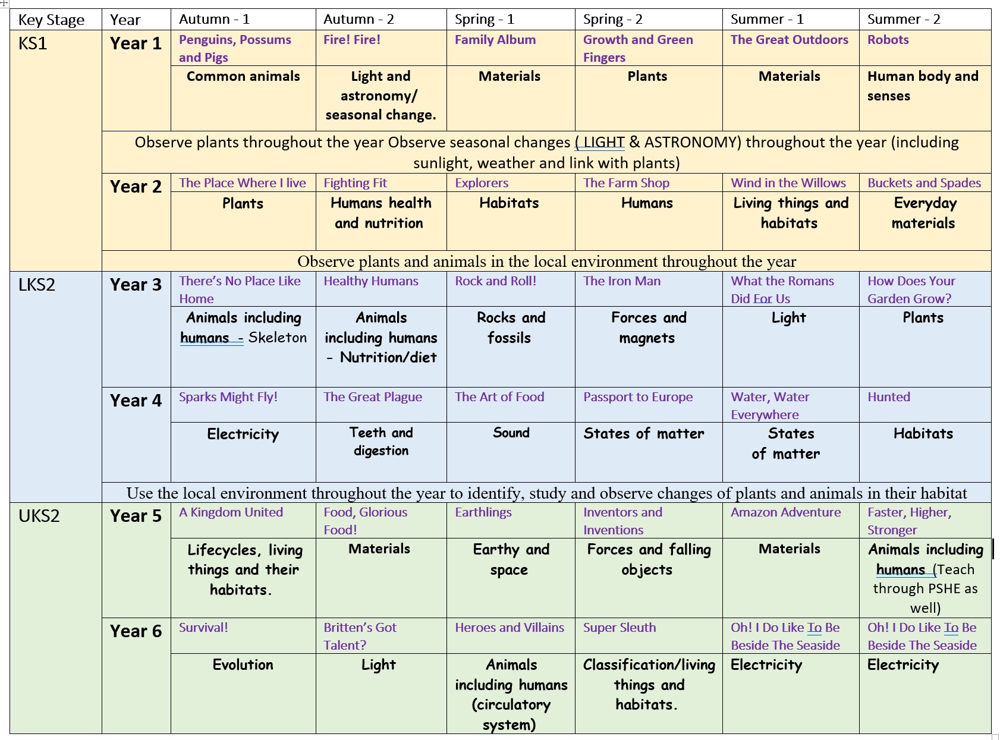 Key Stage Year Autumn - 1 Autumn - 2 Spring - 1 Spring - 2 Summer - 1 Summer - 2
KS1 Year 1
Penguins, Possums
and Pigs
Fire! Fire!
Family Album
Growth and Green
Fingers
The Great Outdoors
Robots
Common animals
Light and
astronomy/
seasonal change.
Materials
Plants
Materials
Human body and
senses
Observe plants throughout the year Observe seasonal changes ( LIGHT & ASTRONOMY) throughout the year (including
sunlight, weather and link with plants)
Year 2
The Place Where I live
Fighting Fit
Explorers
The Farm Shop
Wind in the Willows
Buckets and Spades
Plants
Humans health
and nutrition
Habitats
Humans
Living things and
habitats
Everyday
materials
Observe plants and animals in the local environment throughout the year
LKS2 Year 3
There's No Place Like
Home
Healthy Humans
Rock and Roll!
The Iron Man
What the Romans
Did For Us
How Does Your
Garden Grow?
Animals including
humans - Skeleton
Animals
including humans
- Nutrition/diet
Rocks and
fossils
Forces and
magnets
Light
Plants
Year 4
Sparks Might Fly!
The Great Plague
The Art of Food
Passport to Europe
Water, Water
Everywhere
Hunted
Electricity
Teeth and
digestion
Sound
States of matter
States
of matter
Habitats
Use the local environment throughout the year to identify, study and observe changes of plants and animals in their habitat
UKS2 Year 5
A Kingdom United
Food, Glorious
Food!
Earthlings
Inventors and
Inventions
Amazon Adventure
Faster, Higher,
Stronger
Lifecycles, living
things and their
habitats.
Materials
Earthy and
space
Forces and falling
objects
Materials
Animals including
humans (Teach
through PSHE as
well)
Year 6
Survival!
Britten's Got
Talent?
Heroes and Villains
Super Sleuth
Oh! I Do Like To Be
Beside The Seaside
Oh! I Do Like To Be
Beside The Seaside
Evolution
Light
Animals
including humans
(circulatory
system)
Classification/living
things and
habitats.
Electricity
Electricity